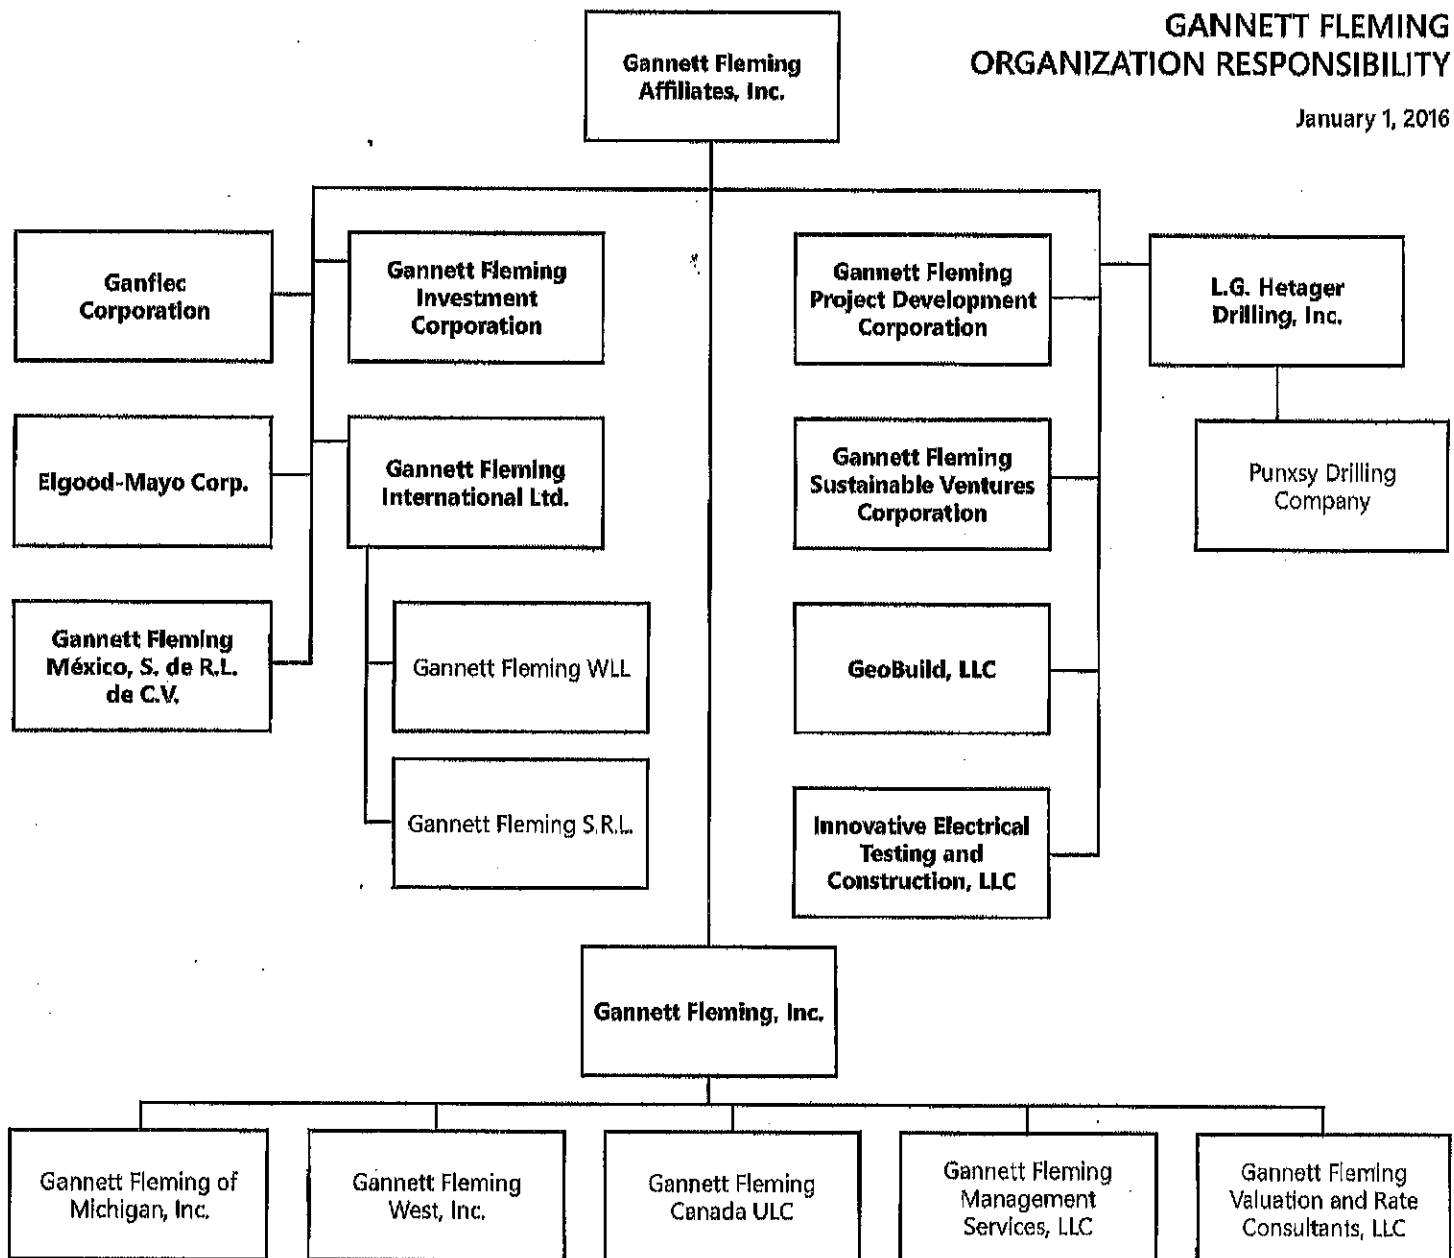 GANNETT FLEMING
ORGANIZATION RESPONSIBILITY
January 1, 2016
Gannett Fleming
Affiliates, Inc.
Ganflec
Corporation
Gannett Fleming
Investment
Corporation
Gannett Fleming
Project Development
Corporation
L.G. Hetager
Drilling, Inc.
Elgood-Mayo Corp.
Gannett Fleming
International Ltd.
Gannett Fleming
Sustainable Ventures
Corporation
Punxsy Drilling
Company
Gannett Fleming
México, S. de R.L.
de C.V.
Gannett Fleming WLL
GeoBuild, LLC
Gannett Fleming S.R.L.
Innovative Electrical
Testing and
Construction, LLC
Gannett Fleming, Inc.
Gannett Fleming of
Michigan, Inc.
Gannett Fleming
West, Inc.
Gannett Fleming
Canada ULC
Gannett Fleming
Management
Services, LLC
Gannett Fleming
Valuation and Rate
Consultants, LLC